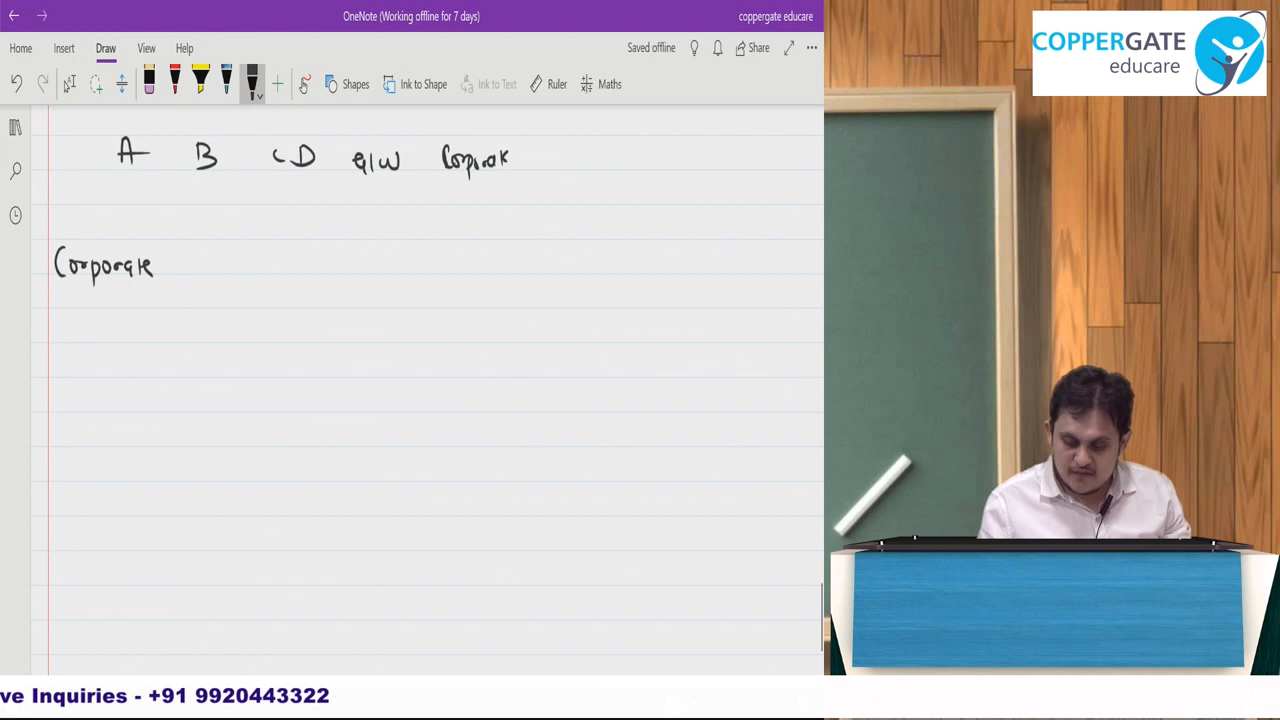 OneNote (Working offline for 7 days)
coppergate educare
Home Insert Draw View Help
Saved offline Share
Shapes Ink to Shape Ink to Text Ruler Maths
COPPERGATE
educare
A B CD G/W Corporat
Corporate
ve Inquiries - +91 9920443322